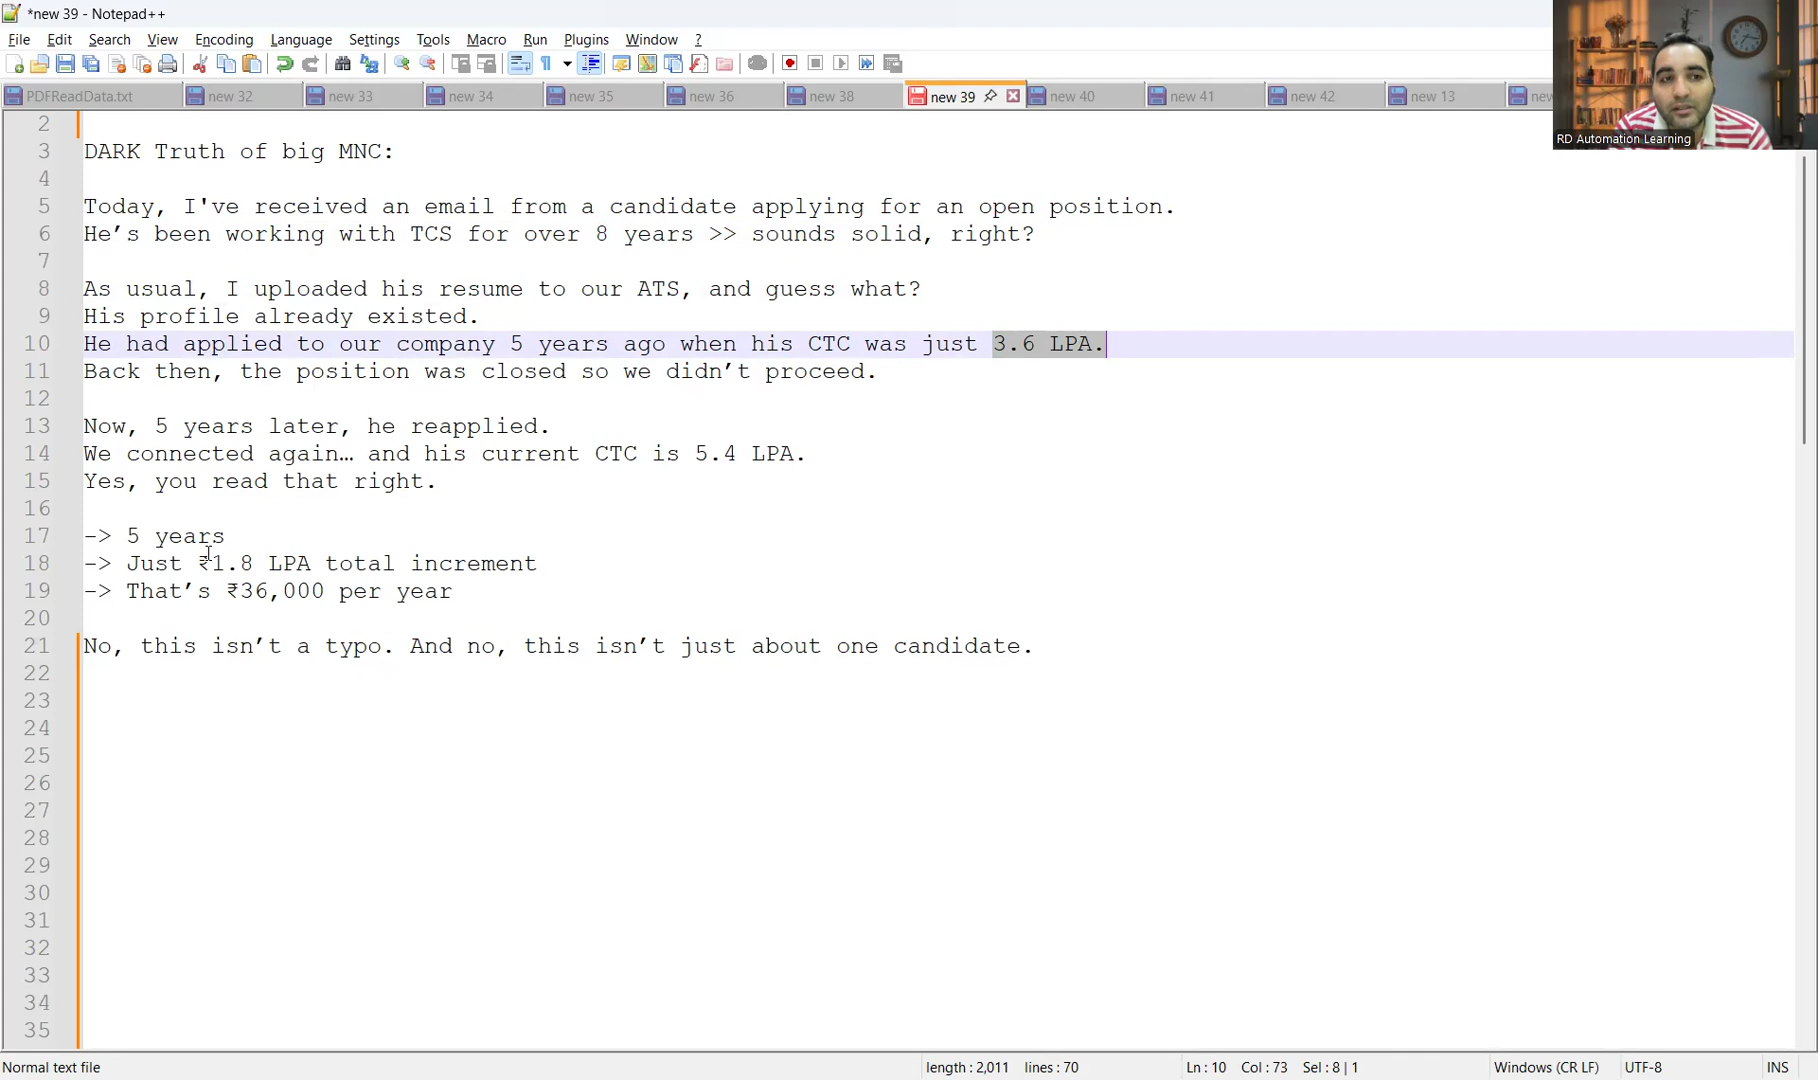 *new 39 - Notepad++
File Edit Search View Encoding Language Settings Tools Macro Run Plugins Window ?
PDFReadData.txt new 32 new 33 new 34 new 35 new 36 new 38 new 39 new 40 new 41 new 42 new 13
RD Automation Learning
2
3 DARK Truth of big MNC:
4
5 Today, I've received an email from a candidate applying for an open position.
6 He’s been working with TCS for over 8 years >> sounds solid, right?
7
8 As usual, I uploaded his resume to our ATS, and guess what?
9 His profile already existed.
10 He had applied to our company 5 years ago when his CTC was just 3.6 LPA.
11 Back then, the position was closed so we didn’t proceed.
12
13 Now, 5 years later, he reapplied.
14 We connected again… and his current CTC is 5.4 LPA.
15 Yes, you read that right.
16
17 -> 5 years
18 -> Just ₹1.8 LPA total increment
19 -> That’s ₹36,000 per year
20
21 No, this isn’t a typo. And no, this isn’t just about one candidate.
22
23
24
25
26
27
28
29
30
31
32
33
34
35
Normal text file length : 2,011 lines : 70 Ln : 10 Col : 73 Sel : 8 | 1 Windows (CR LF) UTF-8 INS